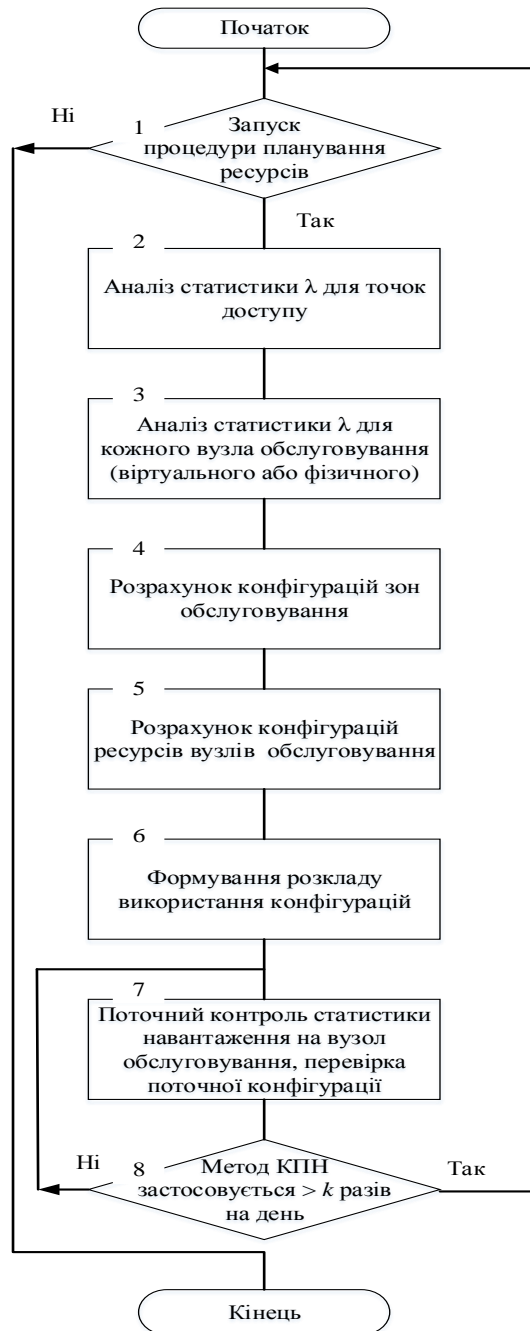 Початок
Ні
1
Запуск
процедури планування
ресурсів
Так
2
Аналіз статистики λ для точок
доступу
3
Аналіз статистики λ для
кожного вузла обслуговування
(віртуального або фізичного)
4
Розрахунок конфігурацій зон
обслуговування
5
Розрахунок конфігурацій
ресурсів вузлів обслуговування
6
Формування розкладу
використання конфігурацій
7
Поточний контроль статистики
навантаження на вузол
обслуговування, перевірка
поточної конфігурації
Ні
8
Метод КПН
застосовується > k разів
на день
Так
Кінець